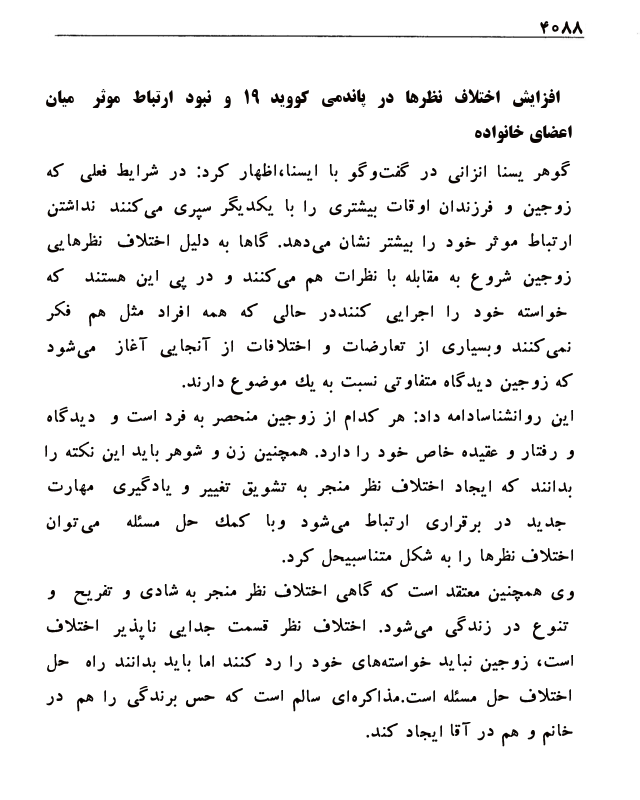 ۴۰۸۸
افزایش اختلاف نظرها در پاندمی کووید ۱۹ و نبود ارتباط موثر میان
اعضای خانواده
گوهر یسنا انزانی در گفت‌وگو با ایسنا،اظهار کرد: در شرایط فعلی که
زوجین و فرزندان اوقات بیشتری را با یکدیگر سپری می‌کنند نداشتن
ارتباط موثر خود را بیشتر نشان می‌دهد. گاها به دلیل اختلاف نظرهایی
زوجین شروع به مقابله با نظرات هم می‌کنند و در پی این هستند که
خواسته خود را اجرایی کننددر حالی که همه افراد مثل هم فکر
نمی‌کنند وبسیاری از تعارضات و اختلافات از آنجایی آغاز می‌شود
که زوجین دیدگاه متفاوتی نسبت به یك موضوع دارند.
این روانشناسادامه داد: هر کدام از زوجین منحصر به فرد است و دیدگاه
و رفتار و عقیده خاص خود را دارد. همچنین زن و شوهر باید این نکته را
بدانند که ایجاد اختلاف نظر منجر به تشویق تغییر و یادگیری مهارت
جدید در برقراری ارتباط می‌شود وبا کمك حل مسئله می‌توان
اختلاف نظرها را به شکل متناسبیحل کرد.
وی همچنین معتقد است که گاهی اختلاف نظر منجر به شادی و تفریح و
تنوع در زندگی می‌شود. اختلاف نظر قسمت جدایی ناپذیر اختلاف
است، زوجین نباید خواسته‌های خود را رد کنند اما باید بدانند راه حل
اختلاف حل مسئله است.مذاکره‌ای سالم است که حس برندگی را هم در
خانم و هم در آقا ایجاد کند.